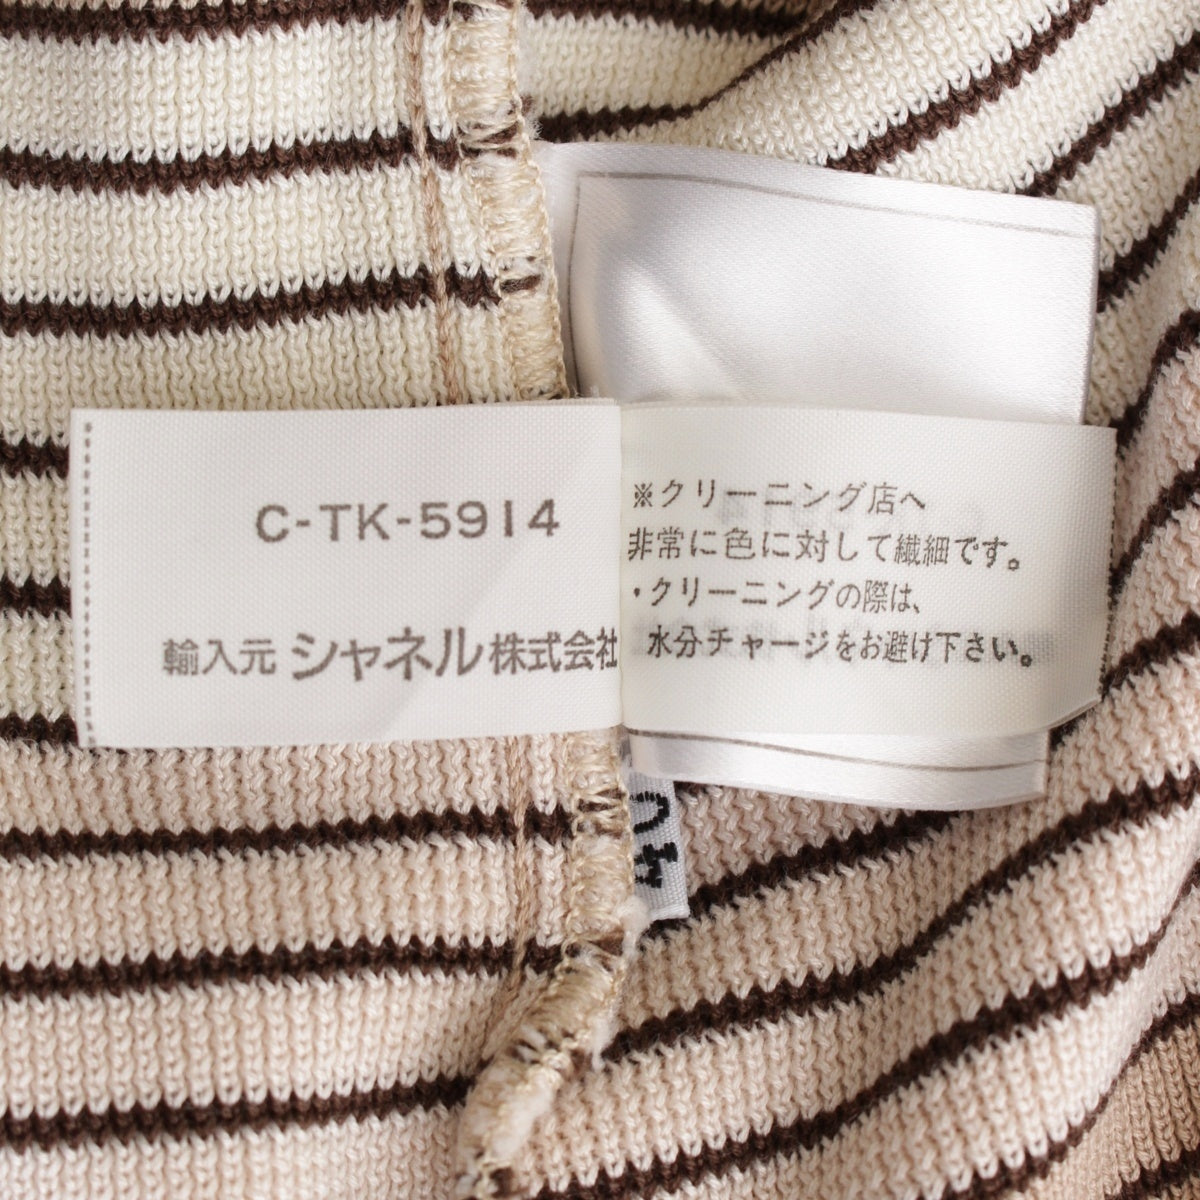 C-TK-5914
輸入元 シャネル株式会社
※クリーニング店へ
非常に色に対して繊細です。
・クリーニングの際は、
水分チャージをお避け下さい。
40